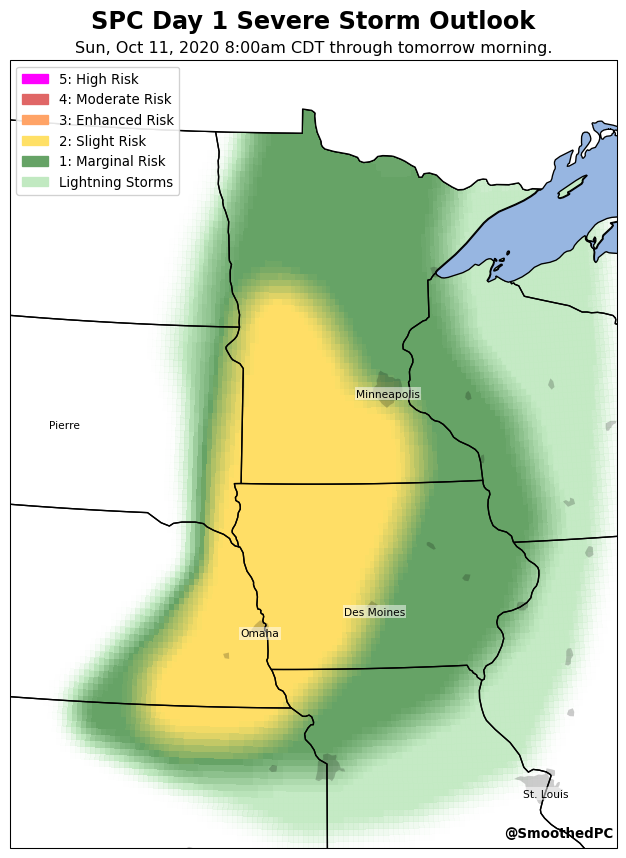 SPC Day 1 Severe Storm Outlook
Sun, Oct 11, 2020 8:00am CDT through tomorrow morning.
5: High Risk
4: Moderate Risk
3: Enhanced Risk
2: Slight Risk
1: Marginal Risk
Lightning Storms
Minneapolis
Pierre
Des Moines
Omaha
St. Louis
@SmoothedPC